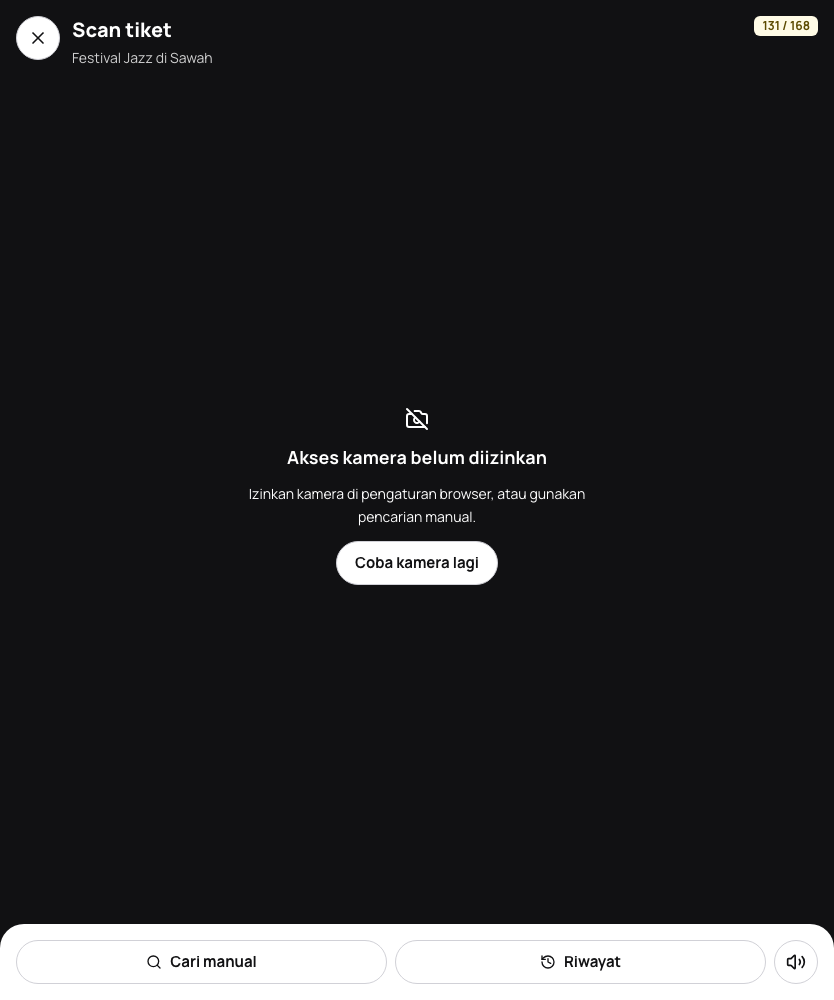 Scan tiket
131 / 168
Festival Jazz di Sawah
Akses kamera belum diizinkan
Izinkan kamera di pengaturan browser, atau gunakan
pencarian manual.
Coba kamera lagi
Cari manual
Riwayat